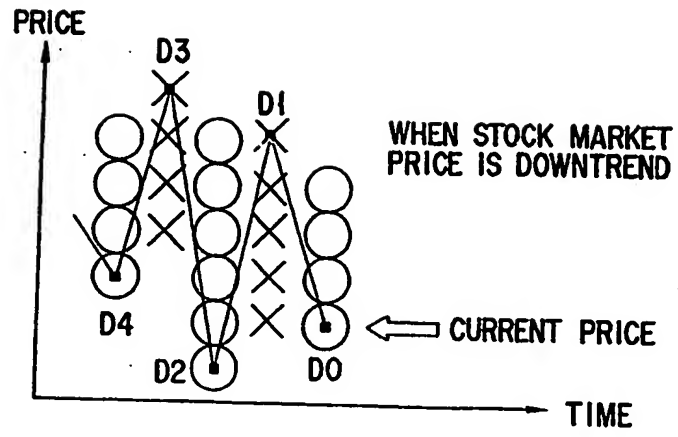 PRICE
D3
D1
WHEN STOCK MARKET
PRICE IS DOWNTREND
D4
CURRENT PRICE
D2
D0
TIME